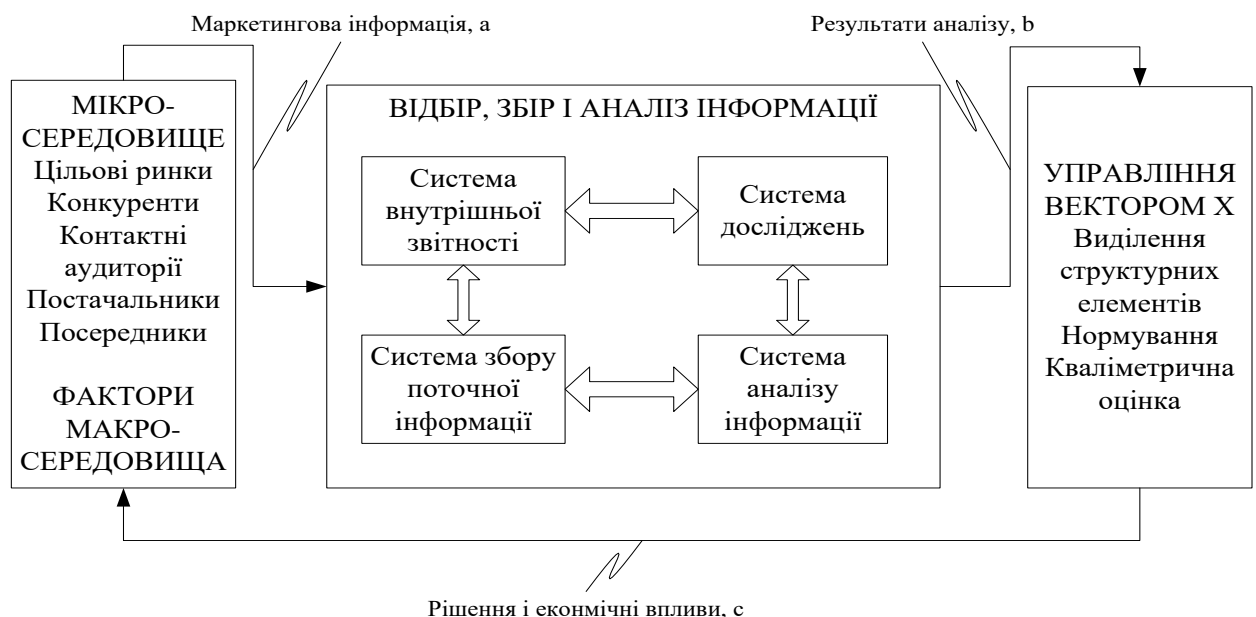 Маркетингова інформація, a
Результати аналізу, b
МІКРО-
СЕРЕДОВИЩЕ
Цільові ринки
Конкуренти
Контактні
аудиторії
Постачальники
Посередники
ФАКТОРИ
МАКРО-
СЕРЕДОВИЩА
ВІДБІР, ЗБІР І АНАЛІЗ ІНФОРМАЦІЇ
Система
внутрішньої
звітності
Система
досліджень
Система збору
поточної
інформації
Система
аналізу
інформації
УПРАВЛІННЯ
ВЕКТОРОМ X
Виділення
структурних
елементів
Нормування
Кваліметрична
оцінка
Рішення і еконмічні впливи, c